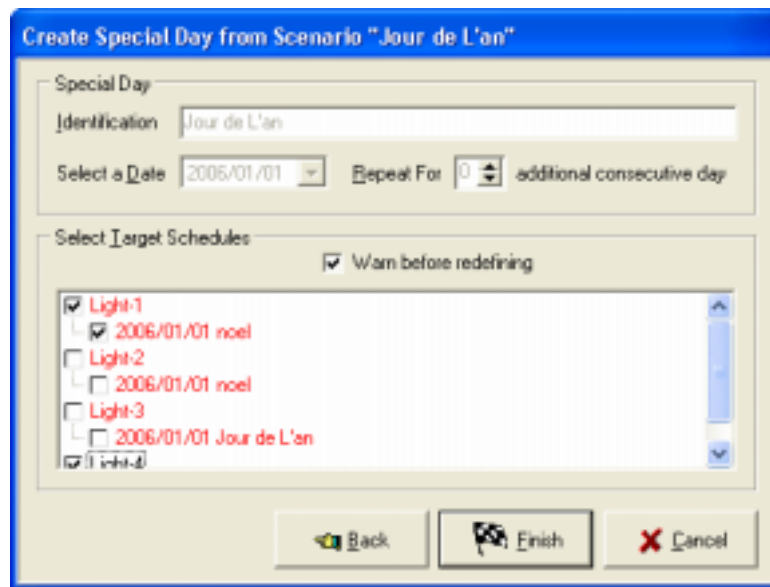 Create Special Day from Scenario "Jour de L'an"
Special Day
Identification Jour de L'an
Select a Date 2006/01/01 Repeat For 0 additional consecutive day
Select Target Schedules
Warn before redefining
Light-1
2006/01/01 noel
Light-2
2006/01/01 noel
Light-3
2006/01/01 Jour de L'an
Light-4
Back Finish Cancel